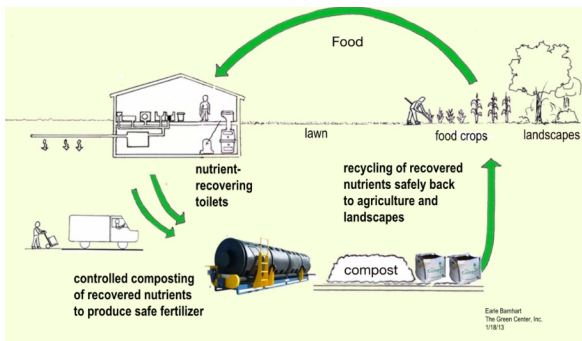 Food
lawn
food crops
landscapes
nutrient-
recovering
toilets
recycling of recovered
nutrients safely back
to agriculture and
landscapes
controlled composting
of recovered nutrients
to produce safe fertilizer
compost
Earle Barnhart
The Green Center, Inc.
1/18/13